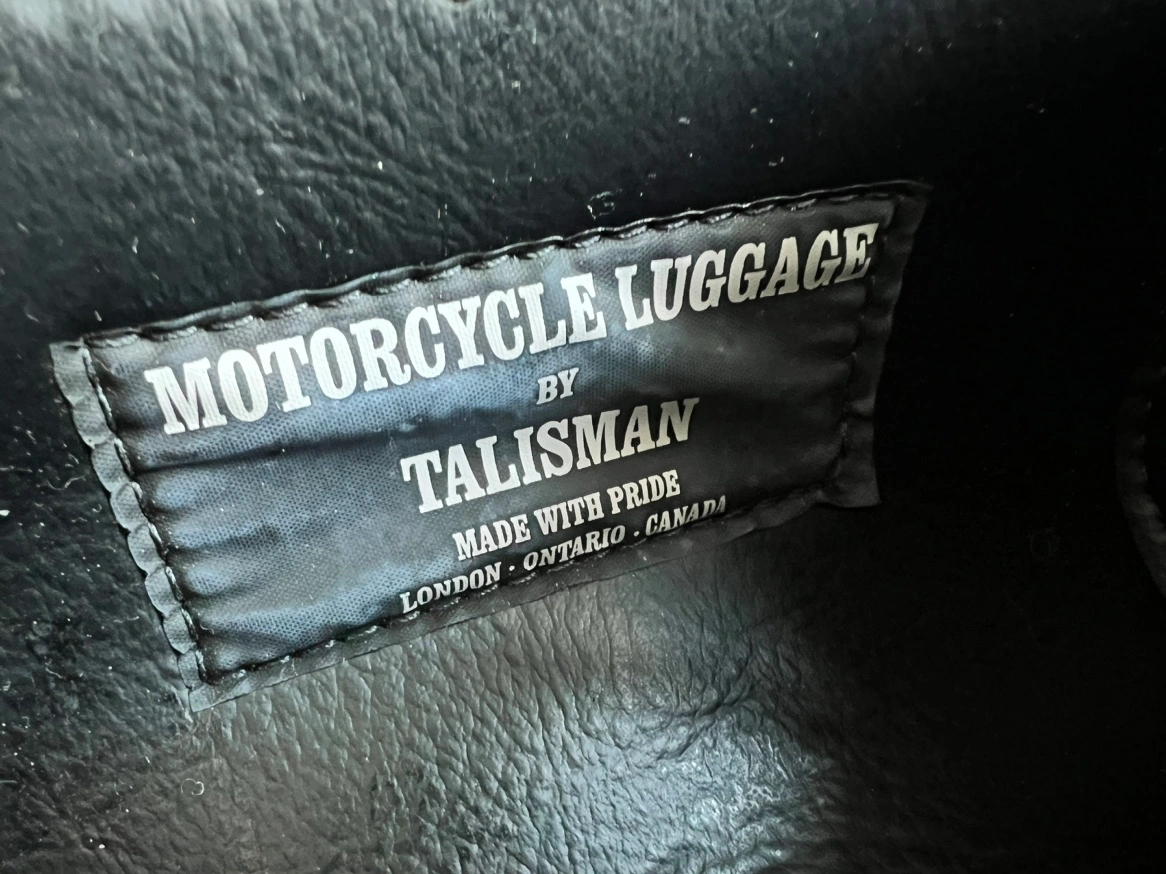 MOTORCYCLE LUGGAGE
BY
TALISMAN
MADE WITH PRIDE
LONDON · ONTARIO · CANADA